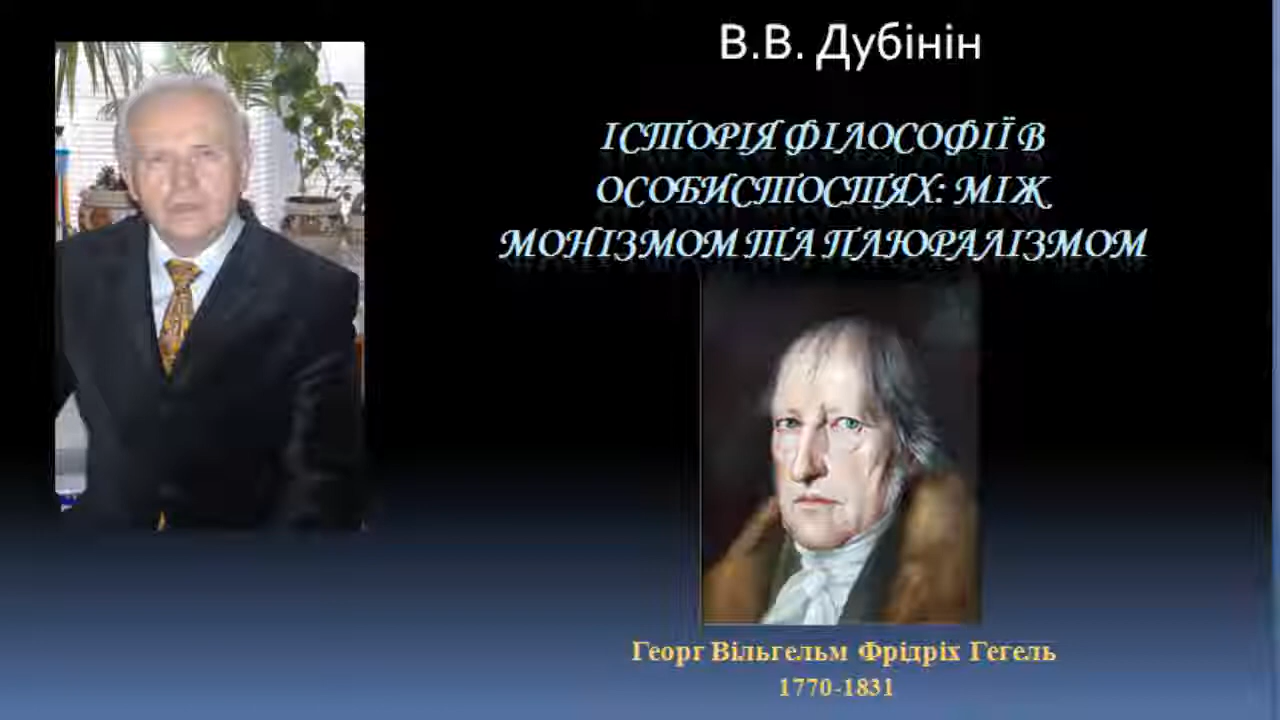 В.В. Дубінін
ІСТОРІЯ ФІЛОСОФІЇ В
ОСОБИСТОСТЯХ: МІЖ
МОНІЗМОМ ТА ПЛЮРАЛІЗМОМ
Георг Вільгельм Фрідріх Гегель
1770-1831